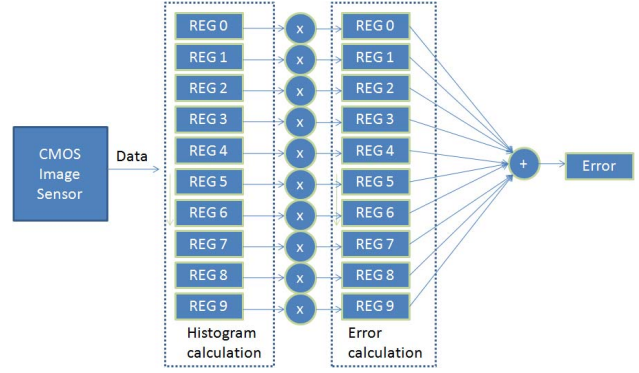 CMOS
Image
Sensor
Data
REG 0
x
REG 0
REG 1
x
REG 1
REG 2
x
REG 2
REG 3
x
REG 3
REG 4
x
REG 4
REG 5
x
REG 5
REG 6
x
REG 6
REG 7
x
REG 7
REG 8
x
REG 8
REG 9
x
REG 9
+
Error
Histogram
calculation
Error
calculation